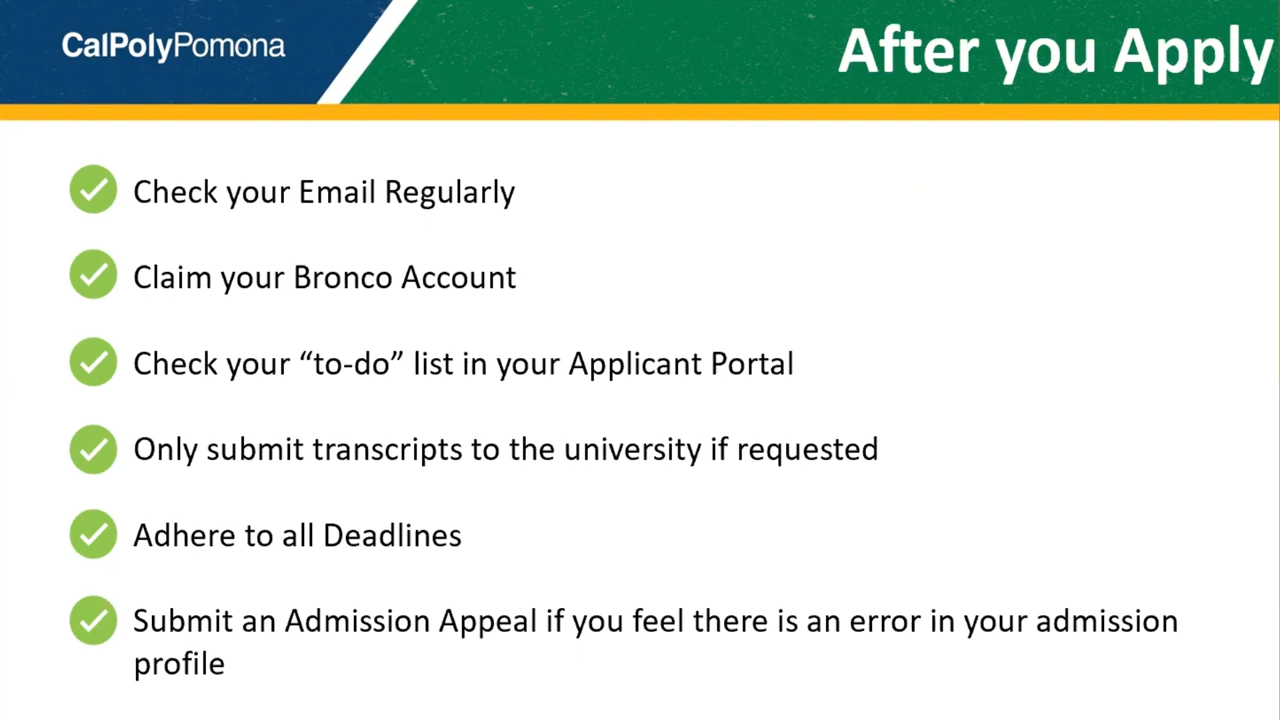 CalPolyPomona
After you Apply
Check your Email Regularly
Claim your Bronco Account
Check your “to-do” list in your Applicant Portal
Only submit transcripts to the university if requested
Adhere to all Deadlines
Submit an Admission Appeal if you feel there is an error in your admission
profile